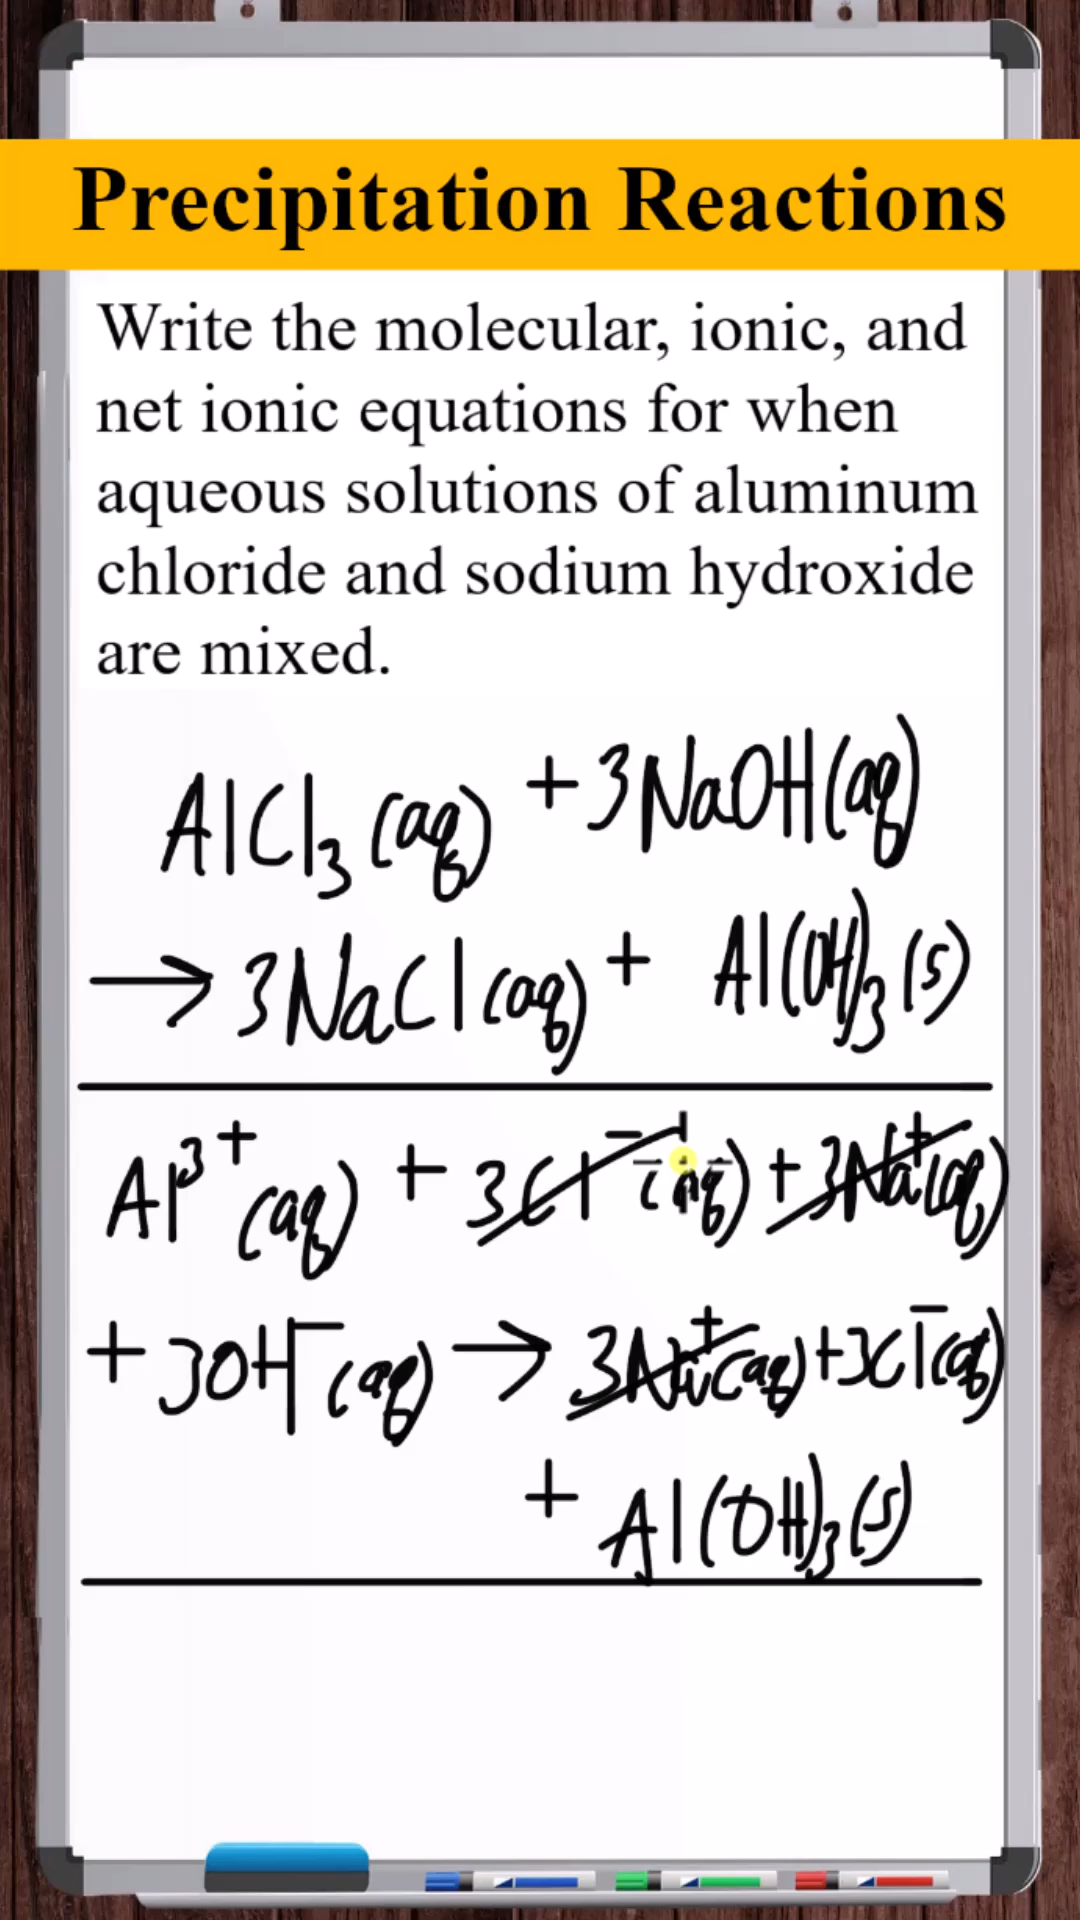 Precipitation Reactions
Write the molecular, ionic, and
net ionic equations for when
aqueous solutions of aluminum
chloride and sodium hydroxide
are mixed.
AlCl₃ (aq) + 3NaOH(aq)
→ 3NaCl(aq) + Al(OH)₃ (s)
Al³⁺ (aq) + 3Cl⁻ (aq) + 3Na⁺(aq)
+ 3OH⁻ (aq) → 3Na⁺(aq) + 3Cl⁻(aq)
+ Al(OH)₃(s)